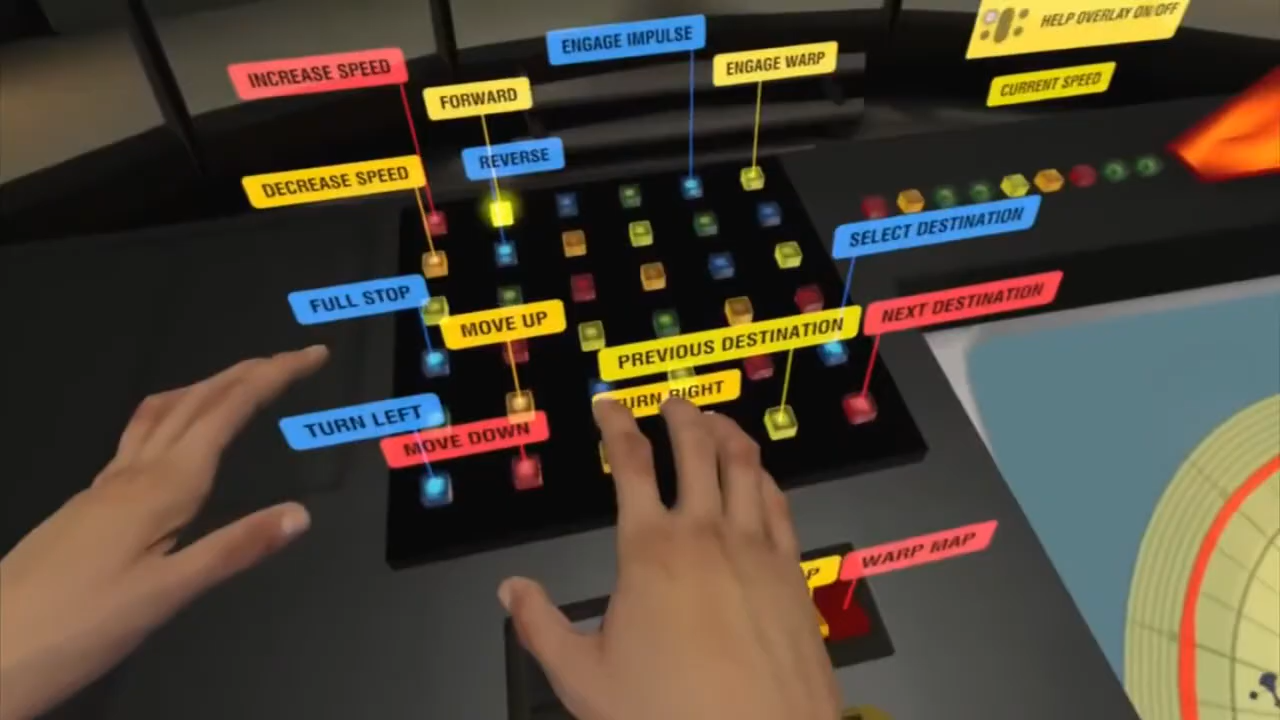 HELP OVERLAY ON/OFF
ENGAGE IMPULSE
ENGAGE WARP
INCREASE SPEED
CURRENT SPEED
FORWARD
REVERSE
DECREASE SPEED
SELECT DESTINATION
FULL STOP
NEXT DESTINATION
MOVE UP
PREVIOUS DESTINATION
TURN RIGHT
TURN LEFT
MOVE DOWN
WARP MAP